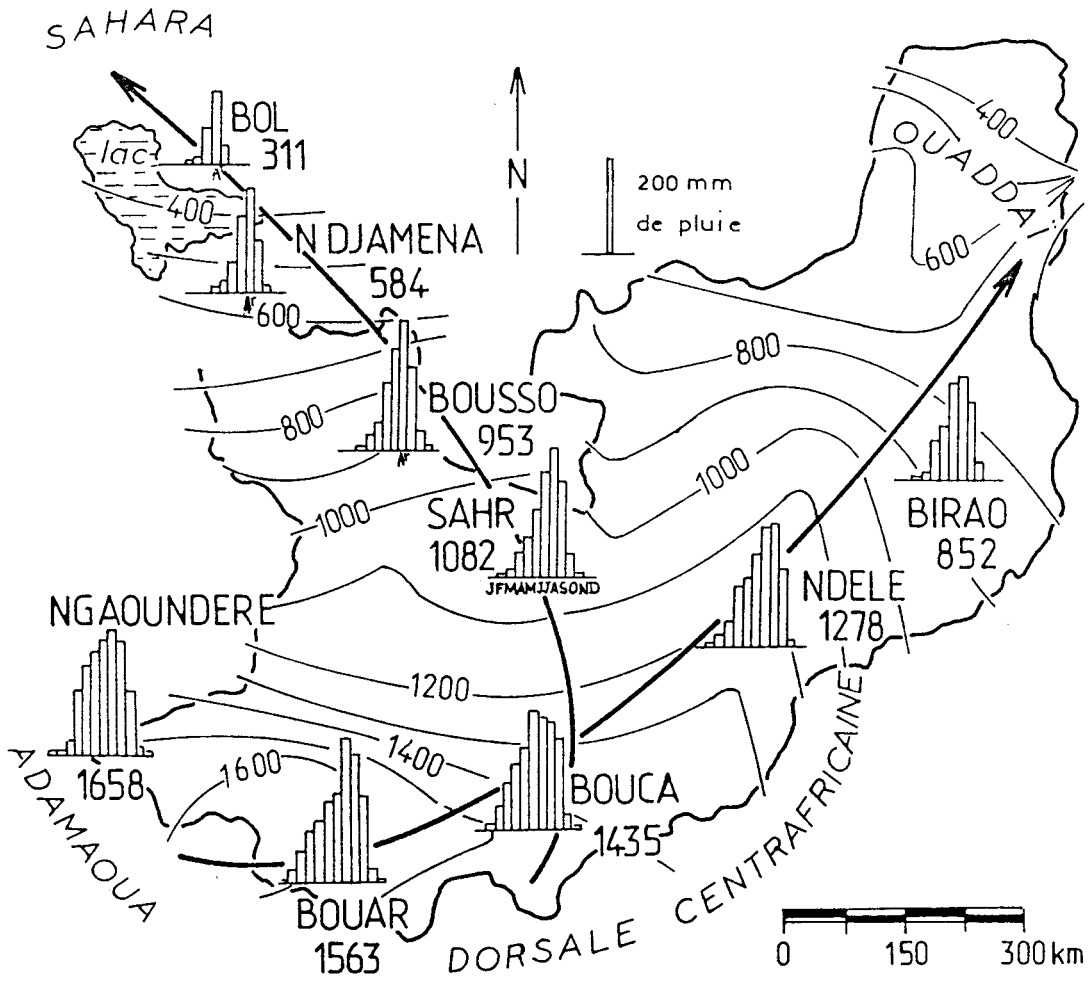 SAHARA
BOL
311
lac
400
N
200 mm
de pluie
OUADDA
400
600
N DJAMENA
584
600
800
BOUSSO
953
800
1000
1000
SAHR
1082
JFMAMJJASOND
BIRAO
852
NDELE
1278
NGAOUNDERE
1658
1200
1400
1600
BOUCA
1435
BOUAR
1563
ADAMAOUA
DORSALE CENTRAFRICAINE
0 150 300 km